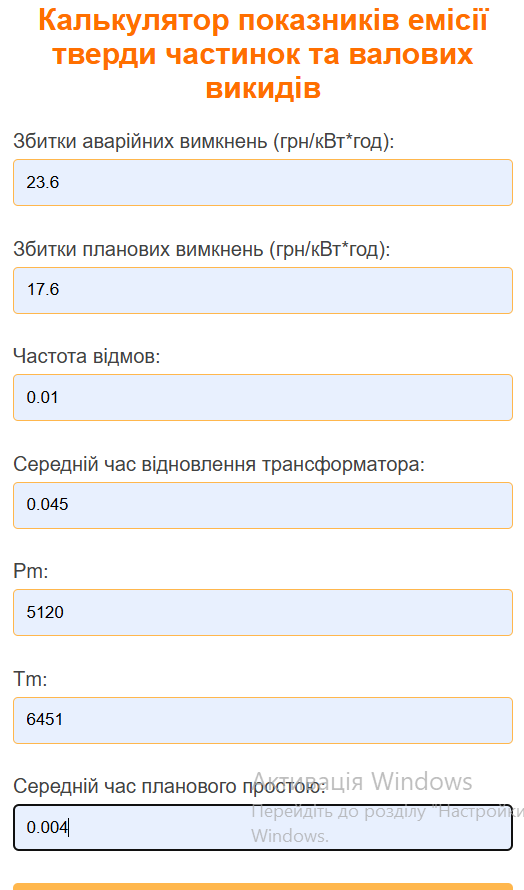 Калькулятор показників емісії
тверди частинок та валових
викидів
Збитки аварійних вимкнень (грн/кВт*год):
23.6
Збитки планових вимкнень (грн/кВт*год):
17.6
Частота відмов:
0.01
Середній час відновлення трансформатора:
0.045
Pm:
5120
Tm:
6451
Середній час планового простою:
0.004
Активація Windows
Перейдіть до розділу "Настройки
Windows.